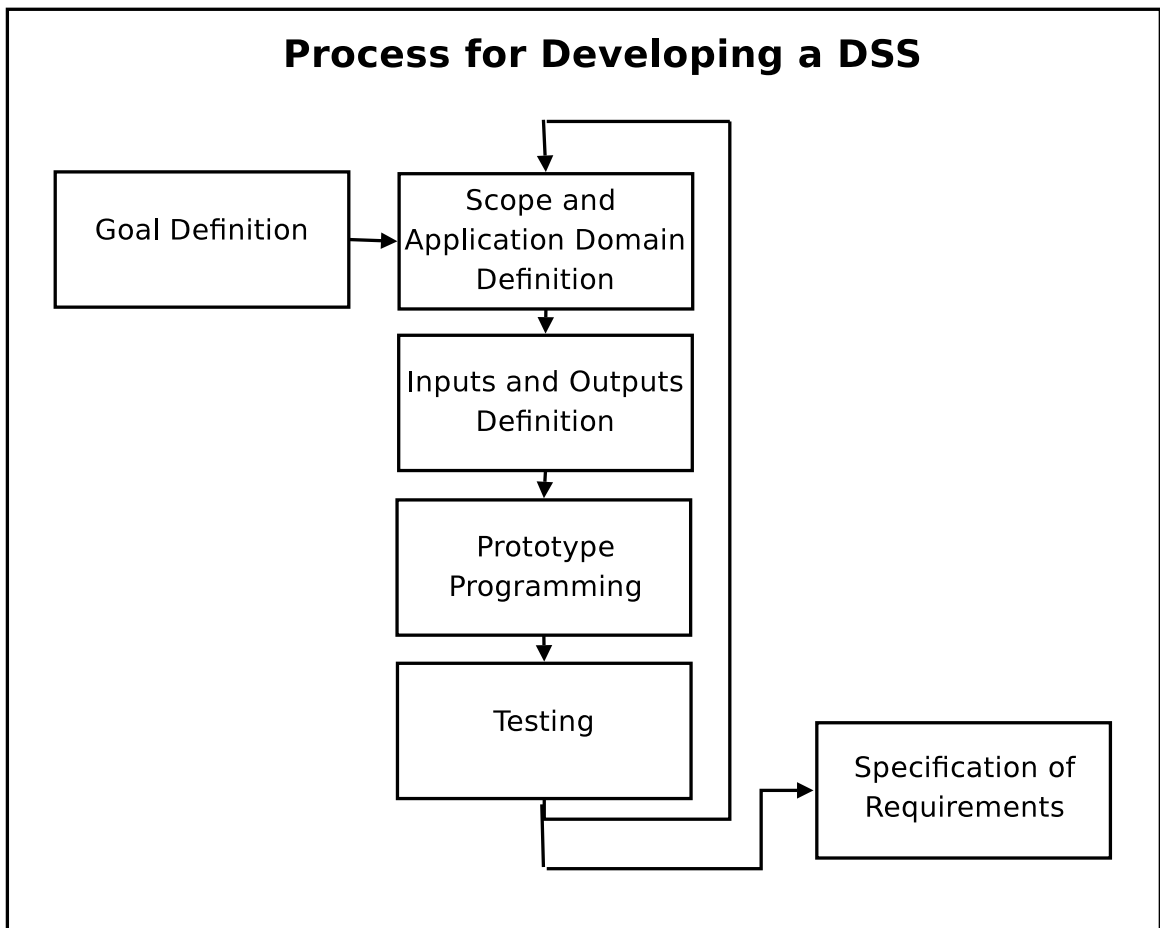 Process for Developing a DSS
Goal Definition
Scope and
Application Domain
Definition
Inputs and Outputs
Definition
Prototype
Programming
Testing
Specification of
Requirements